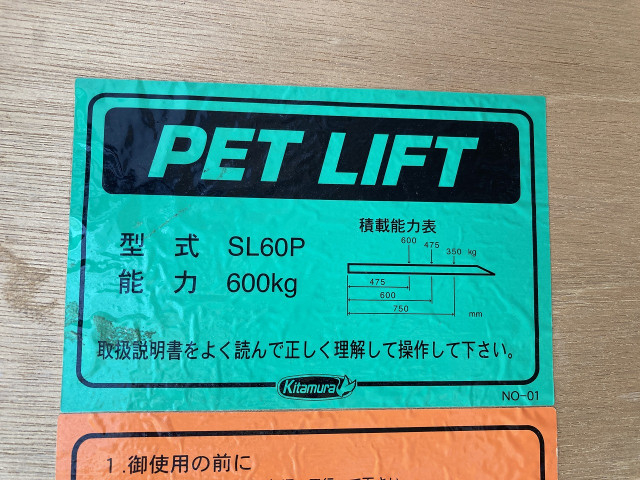 PET LIFT
型 式 SL60P
能 力 600kg
積載能力表
600 475 350 kg
475
600
750
mm
取扱説明書をよく読んで正しく理解して操作して下さい。
Kitamura
NO-01
1.御使用の前に